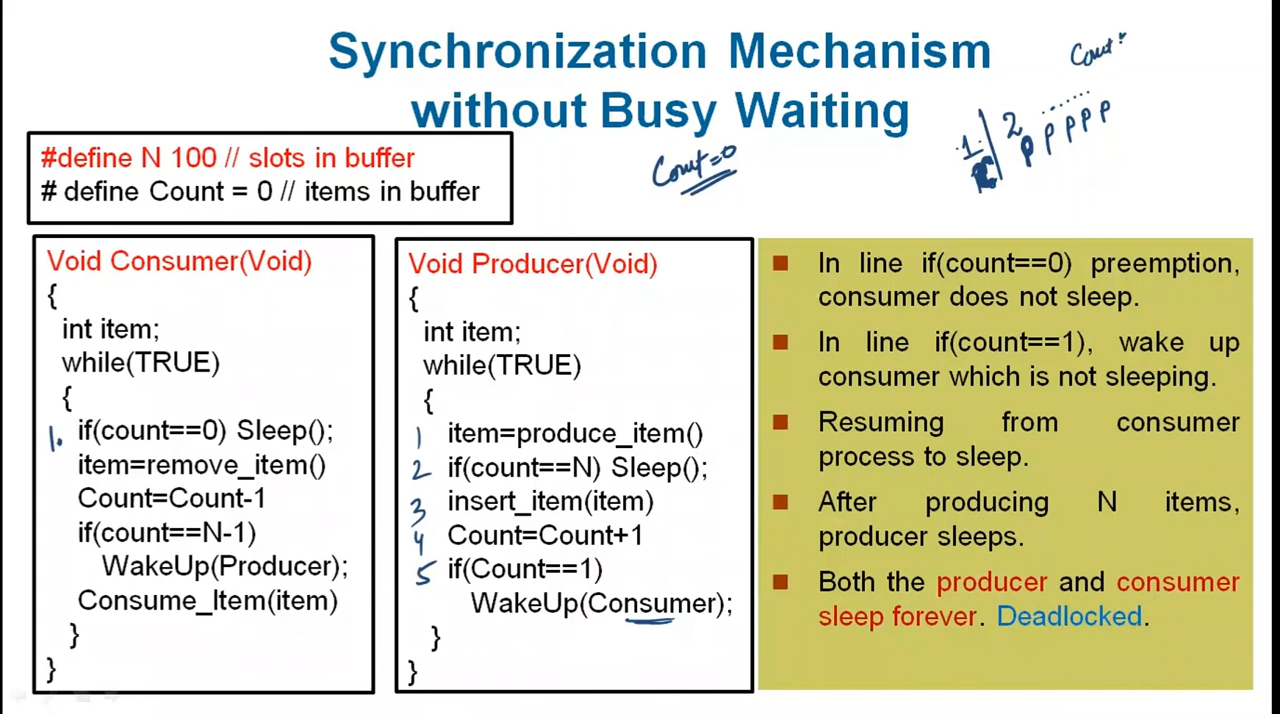 Synchronization Mechanism
without Busy Waiting
Count:
1 2 P P P P P
C
Count=0
#define N 100 // slots in buffer
# define Count = 0 // items in buffer
Void Consumer(Void)
{
int item;
while(TRUE)
{
1. if(count==0) Sleep();
item=remove_item()
Count=Count-1
if(count==N-1)
WakeUp(Producer);
Consume_Item(item)
}
}
Void Producer(Void)
{
int item;
while(TRUE)
{
1 item=produce_item()
2 if(count==N) Sleep();
3 insert_item(item)
4 Count=Count+1
5 if(Count==1)
WakeUp(Consumer);
}
}
In line if(count==0) preemption,
consumer does not sleep.
In line if(count==1), wake up
consumer which is not sleeping.
Resuming from consumer
process to sleep.
After producing N items,
producer sleeps.
Both the producer and consumer
sleep forever. Deadlocked.